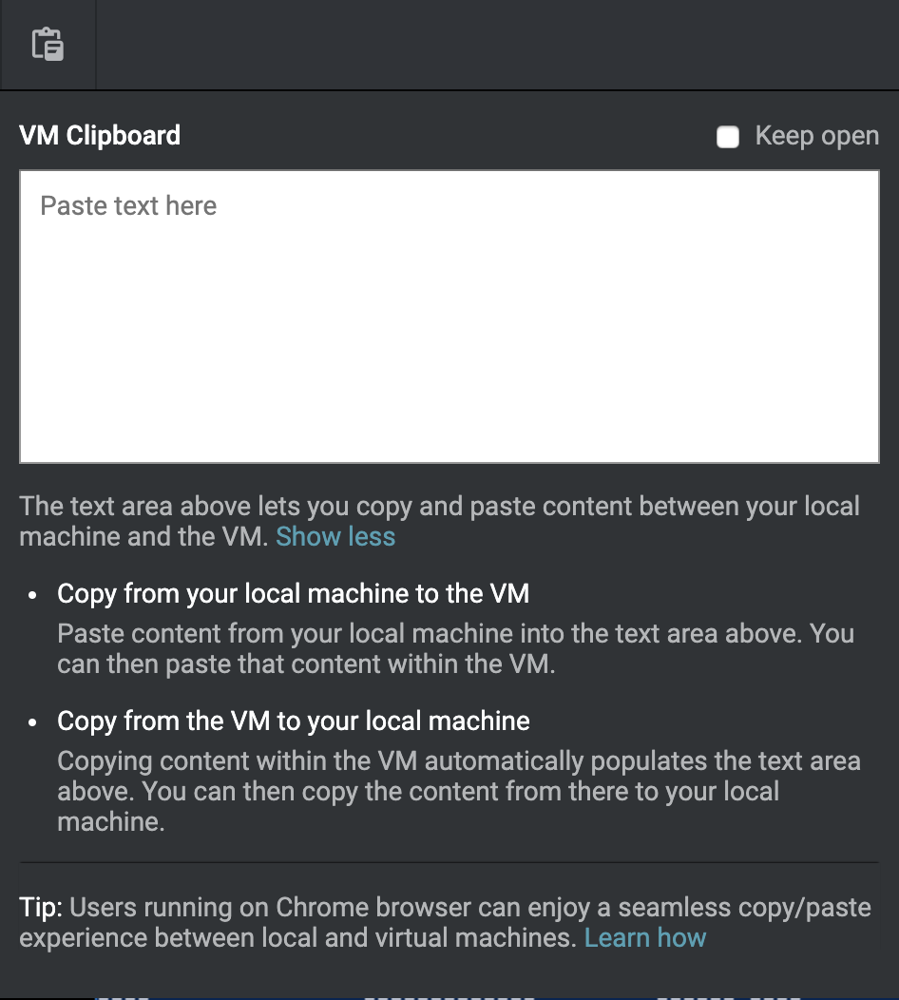 VM Clipboard
Keep open
Paste text here
The text area above lets you copy and paste content between your local
machine and the VM. Show less
• Copy from your local machine to the VM
Paste content from your local machine into the text area above. You
can then paste that content within the VM.
• Copy from the VM to your local machine
Copying content within the VM automatically populates the text area
above. You can then copy the content from there to your local
machine.
Tip: Users running on Chrome browser can enjoy a seamless copy/paste
experience between local and virtual machines. Learn how